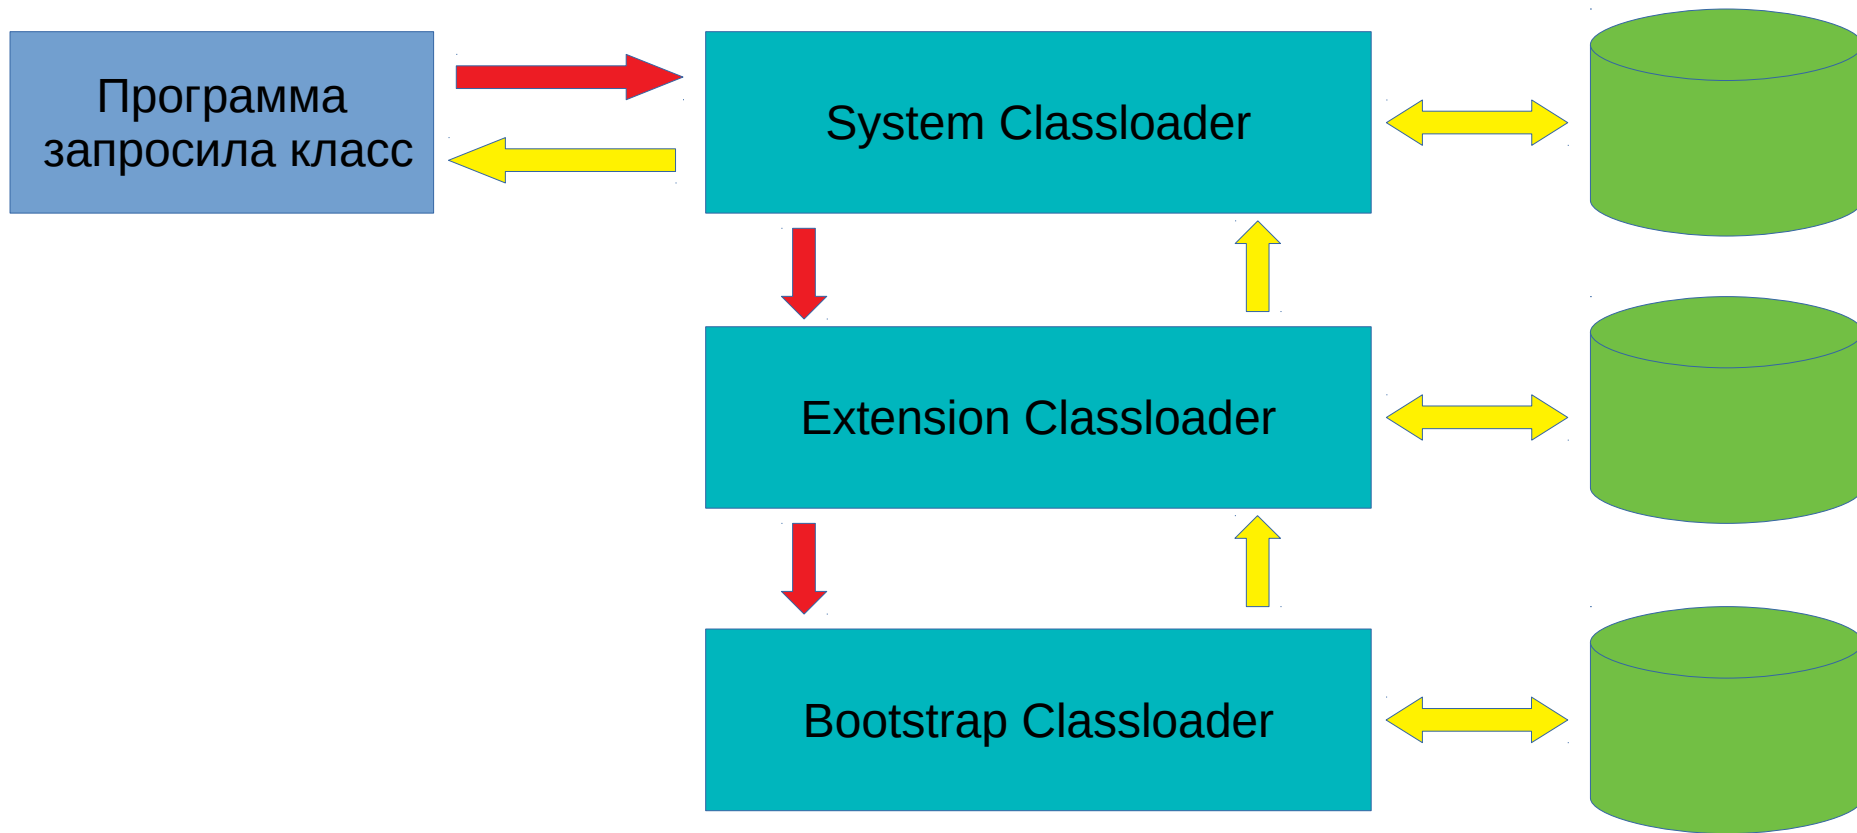 Программа
запросила класс
System Classloader
Extension Classloader
Bootstrap Classloader